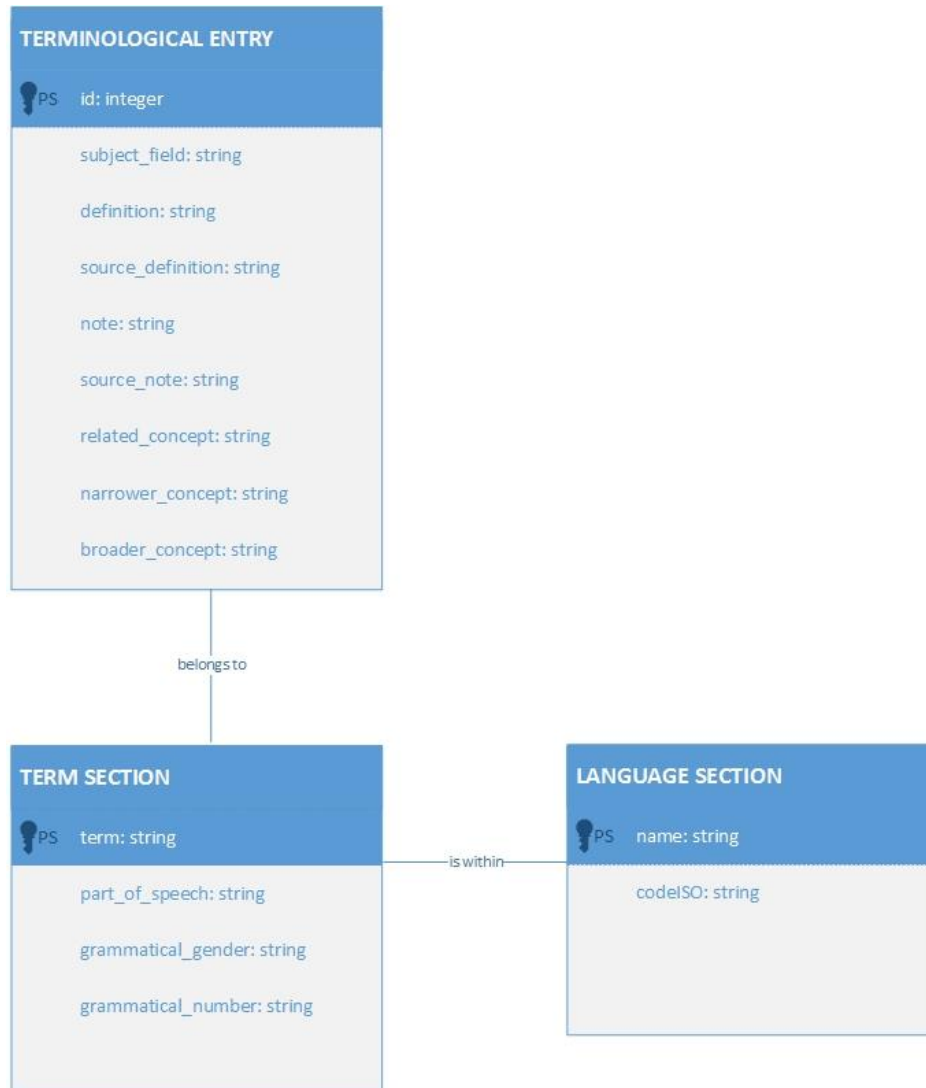 TERMINOLOGICAL ENTRY
PS id: integer
subject_field: string
definition: string
source_definition: string
note: string
source_note: string
related_concept: string
narrower_concept: string
broader_concept: string
belongs to
TERM SECTION
PS term: string
part_of_speech: string
grammatical_gender: string
grammatical_number: string
is within
LANGUAGE SECTION
PS name: string
codeISO: string